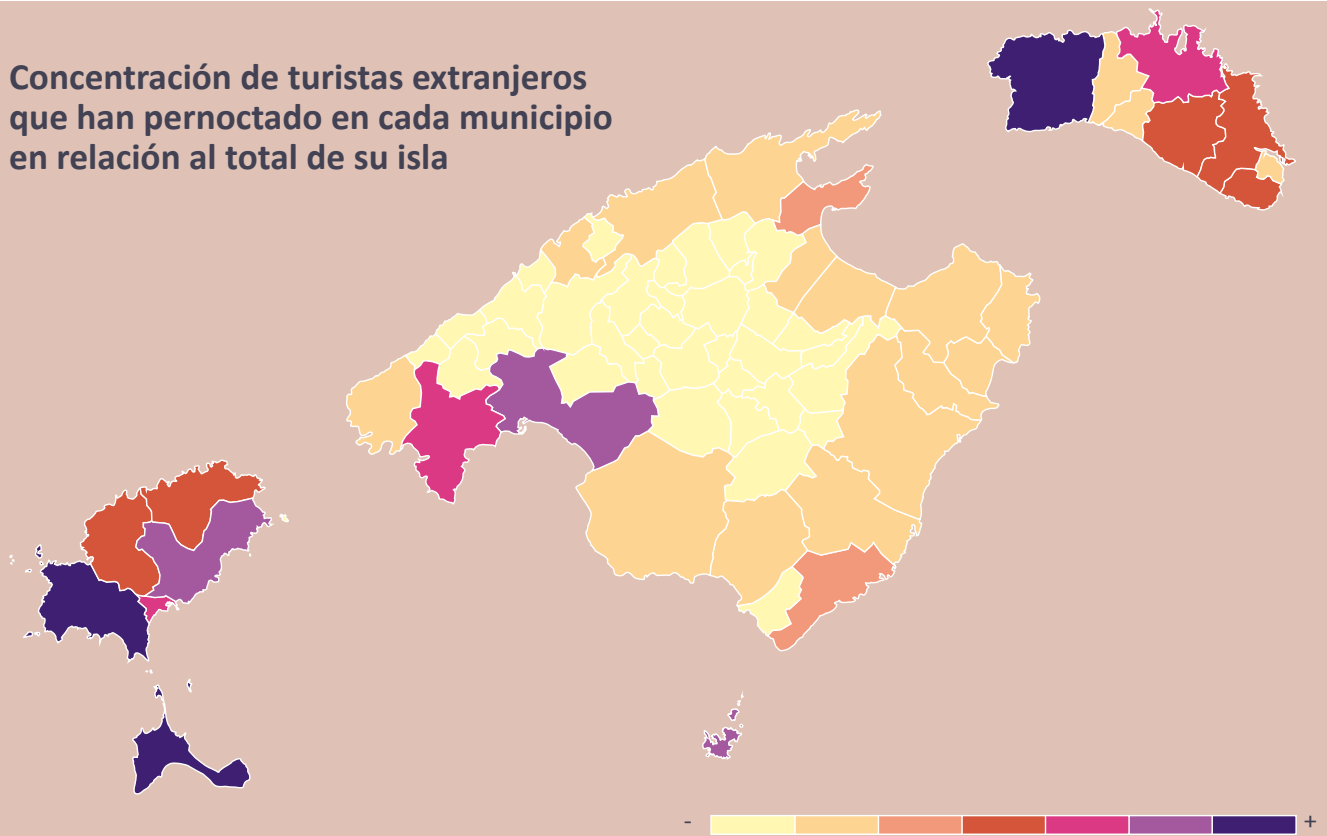 Concentración de turistas extranjeros
que han pernoctado en cada municipio
en relación al total de su isla
- +